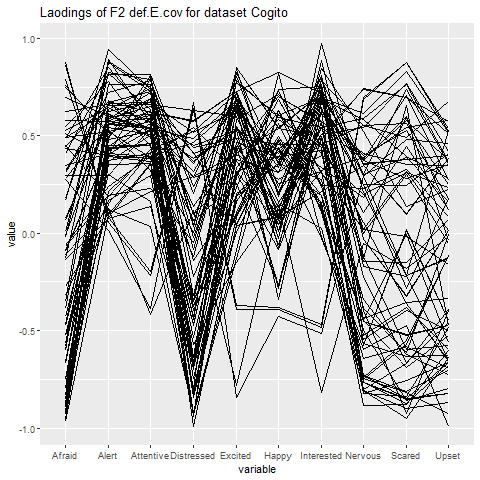 Laodings of F2 def.E.cov for dataset Cogito
1.0
0.5
0.0
-0.5
-1.0
value
Afraid Alert Attentive Distressed Excited Happy Interested Nervous Scared Upset
variable